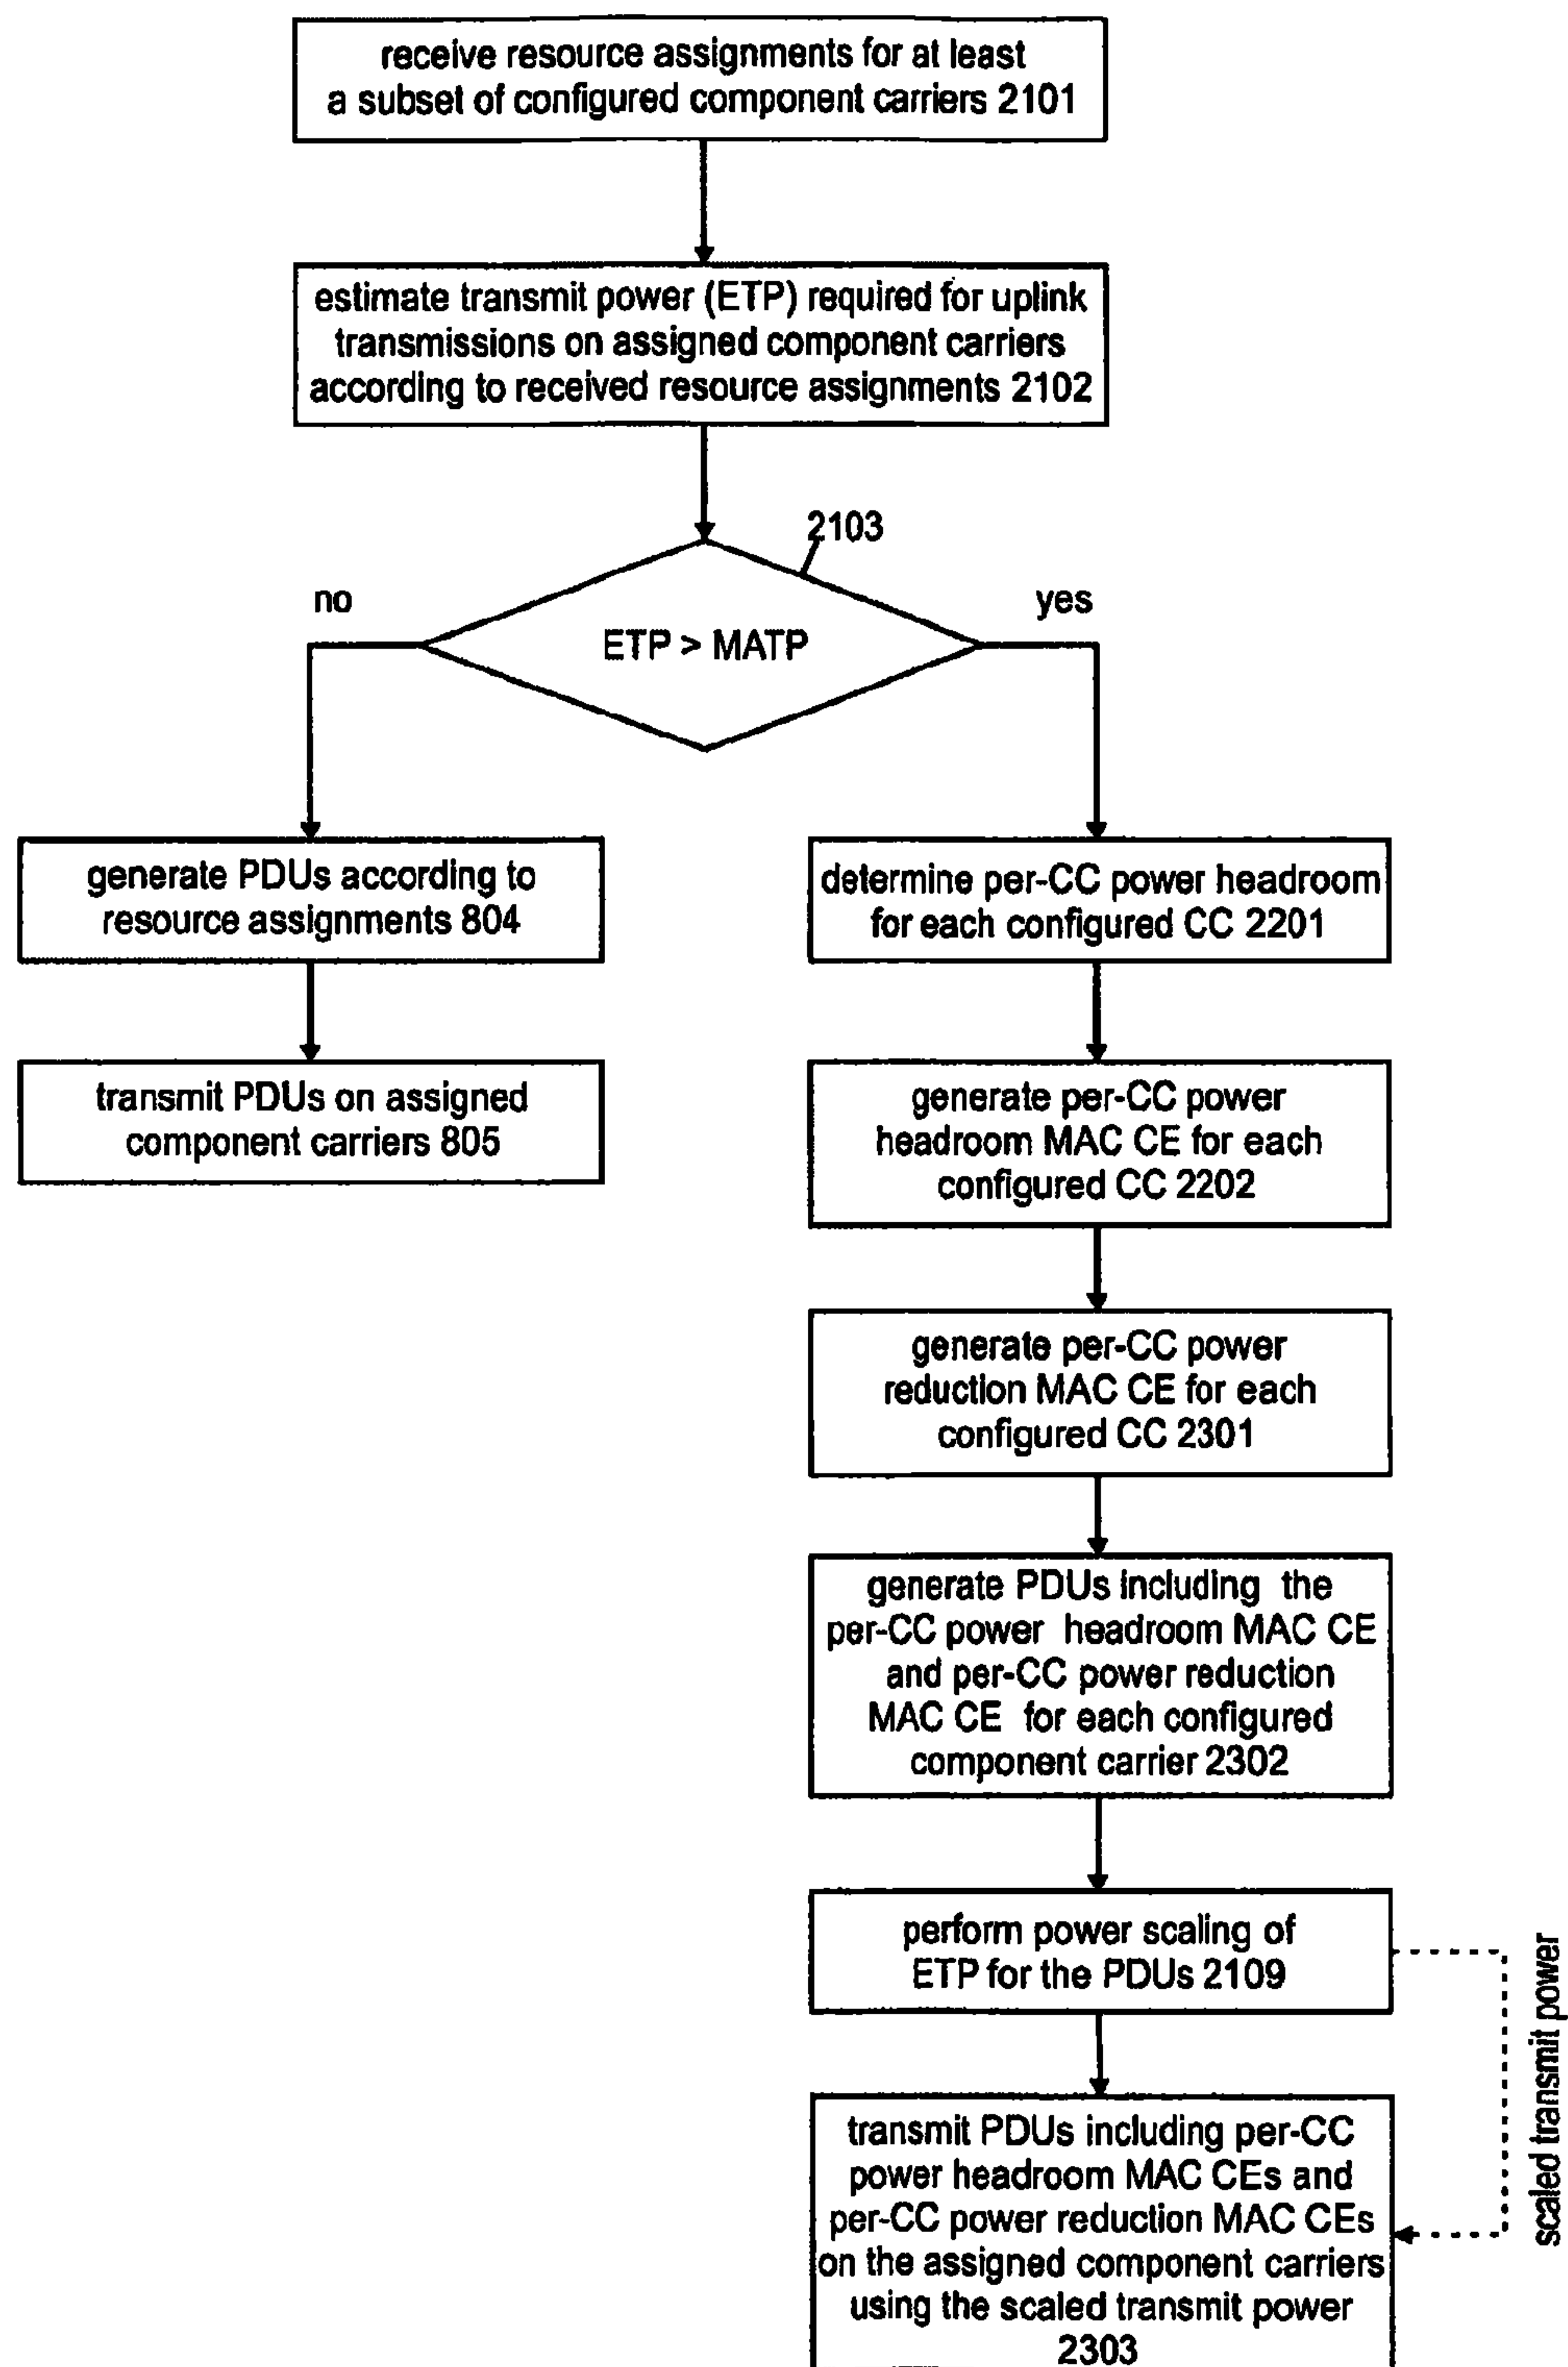 receive resource assignments for at least
a subset of configured component carriers 2101
estimate transmit power (ETP) required for uplink
transmissions on assigned component carriers
according to received resource assignments 2102
2103
no
yes
ETP > MATP
generate PDUs according to
resource assignments 804
transmit PDUs on assigned
component carriers 805
determine per-CC power headroom
for each configured CC 2201
generate per-CC power
headroom MAC CE for each
configured CC 2202
generate per-CC power
reduction MAC CE for each
configured CC 2301
generate PDUs including the
per-CC power headroom MAC CE
and per-CC power reduction
MAC CE for each configured
component carrier 2302
perform power scaling of
ETP for the PDUs 2109
scaled transmit power
transmit PDUs including per-CC
power headroom MAC CEs and
per-CC power reduction MAC CEs
on the assigned component carriers
using the scaled transmit power
2303